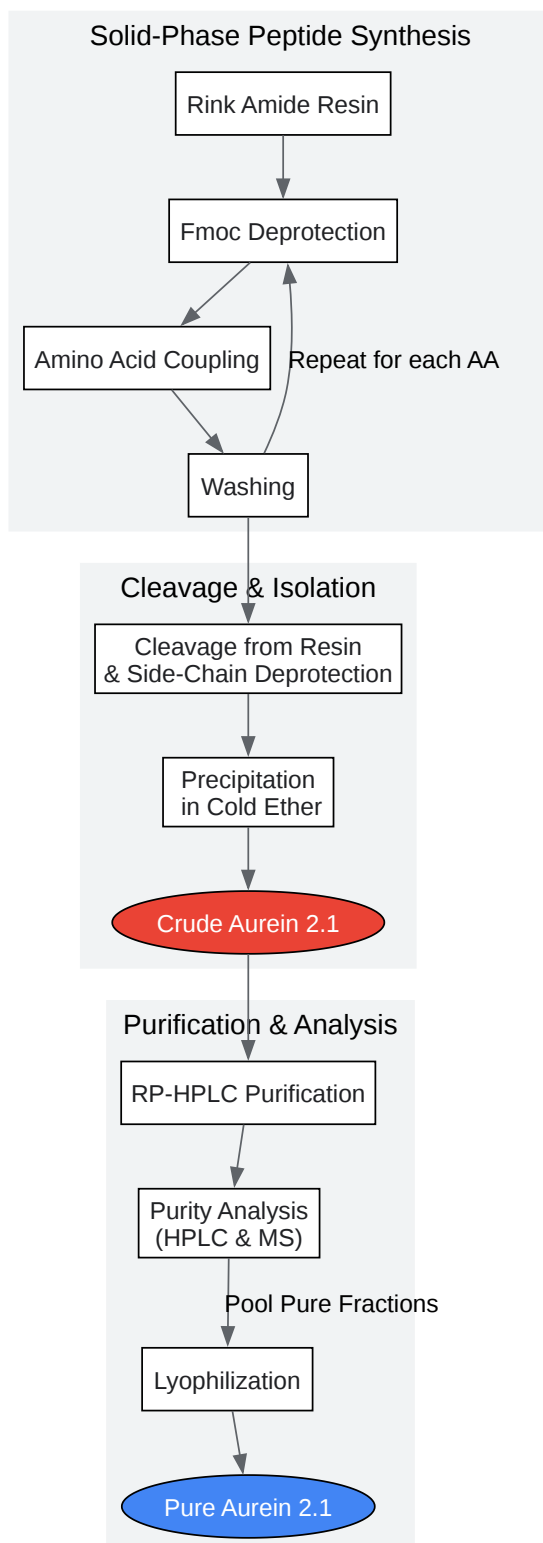 Solid-Phase Peptide Synthesis
Rink Amide Resin
Fmoc Deprotection
Amino Acid Coupling
Repeat for each AA
Washing
Cleavage & Isolation
Cleavage from Resin
& Side-Chain Deprotection
Precipitation
in Cold Ether
Crude Aurein 2.1
Purification & Analysis
RP-HPLC Purification
Purity Analysis
(HPLC & MS)
Pool Pure Fractions
Lyophilization
Pure Aurein 2.1